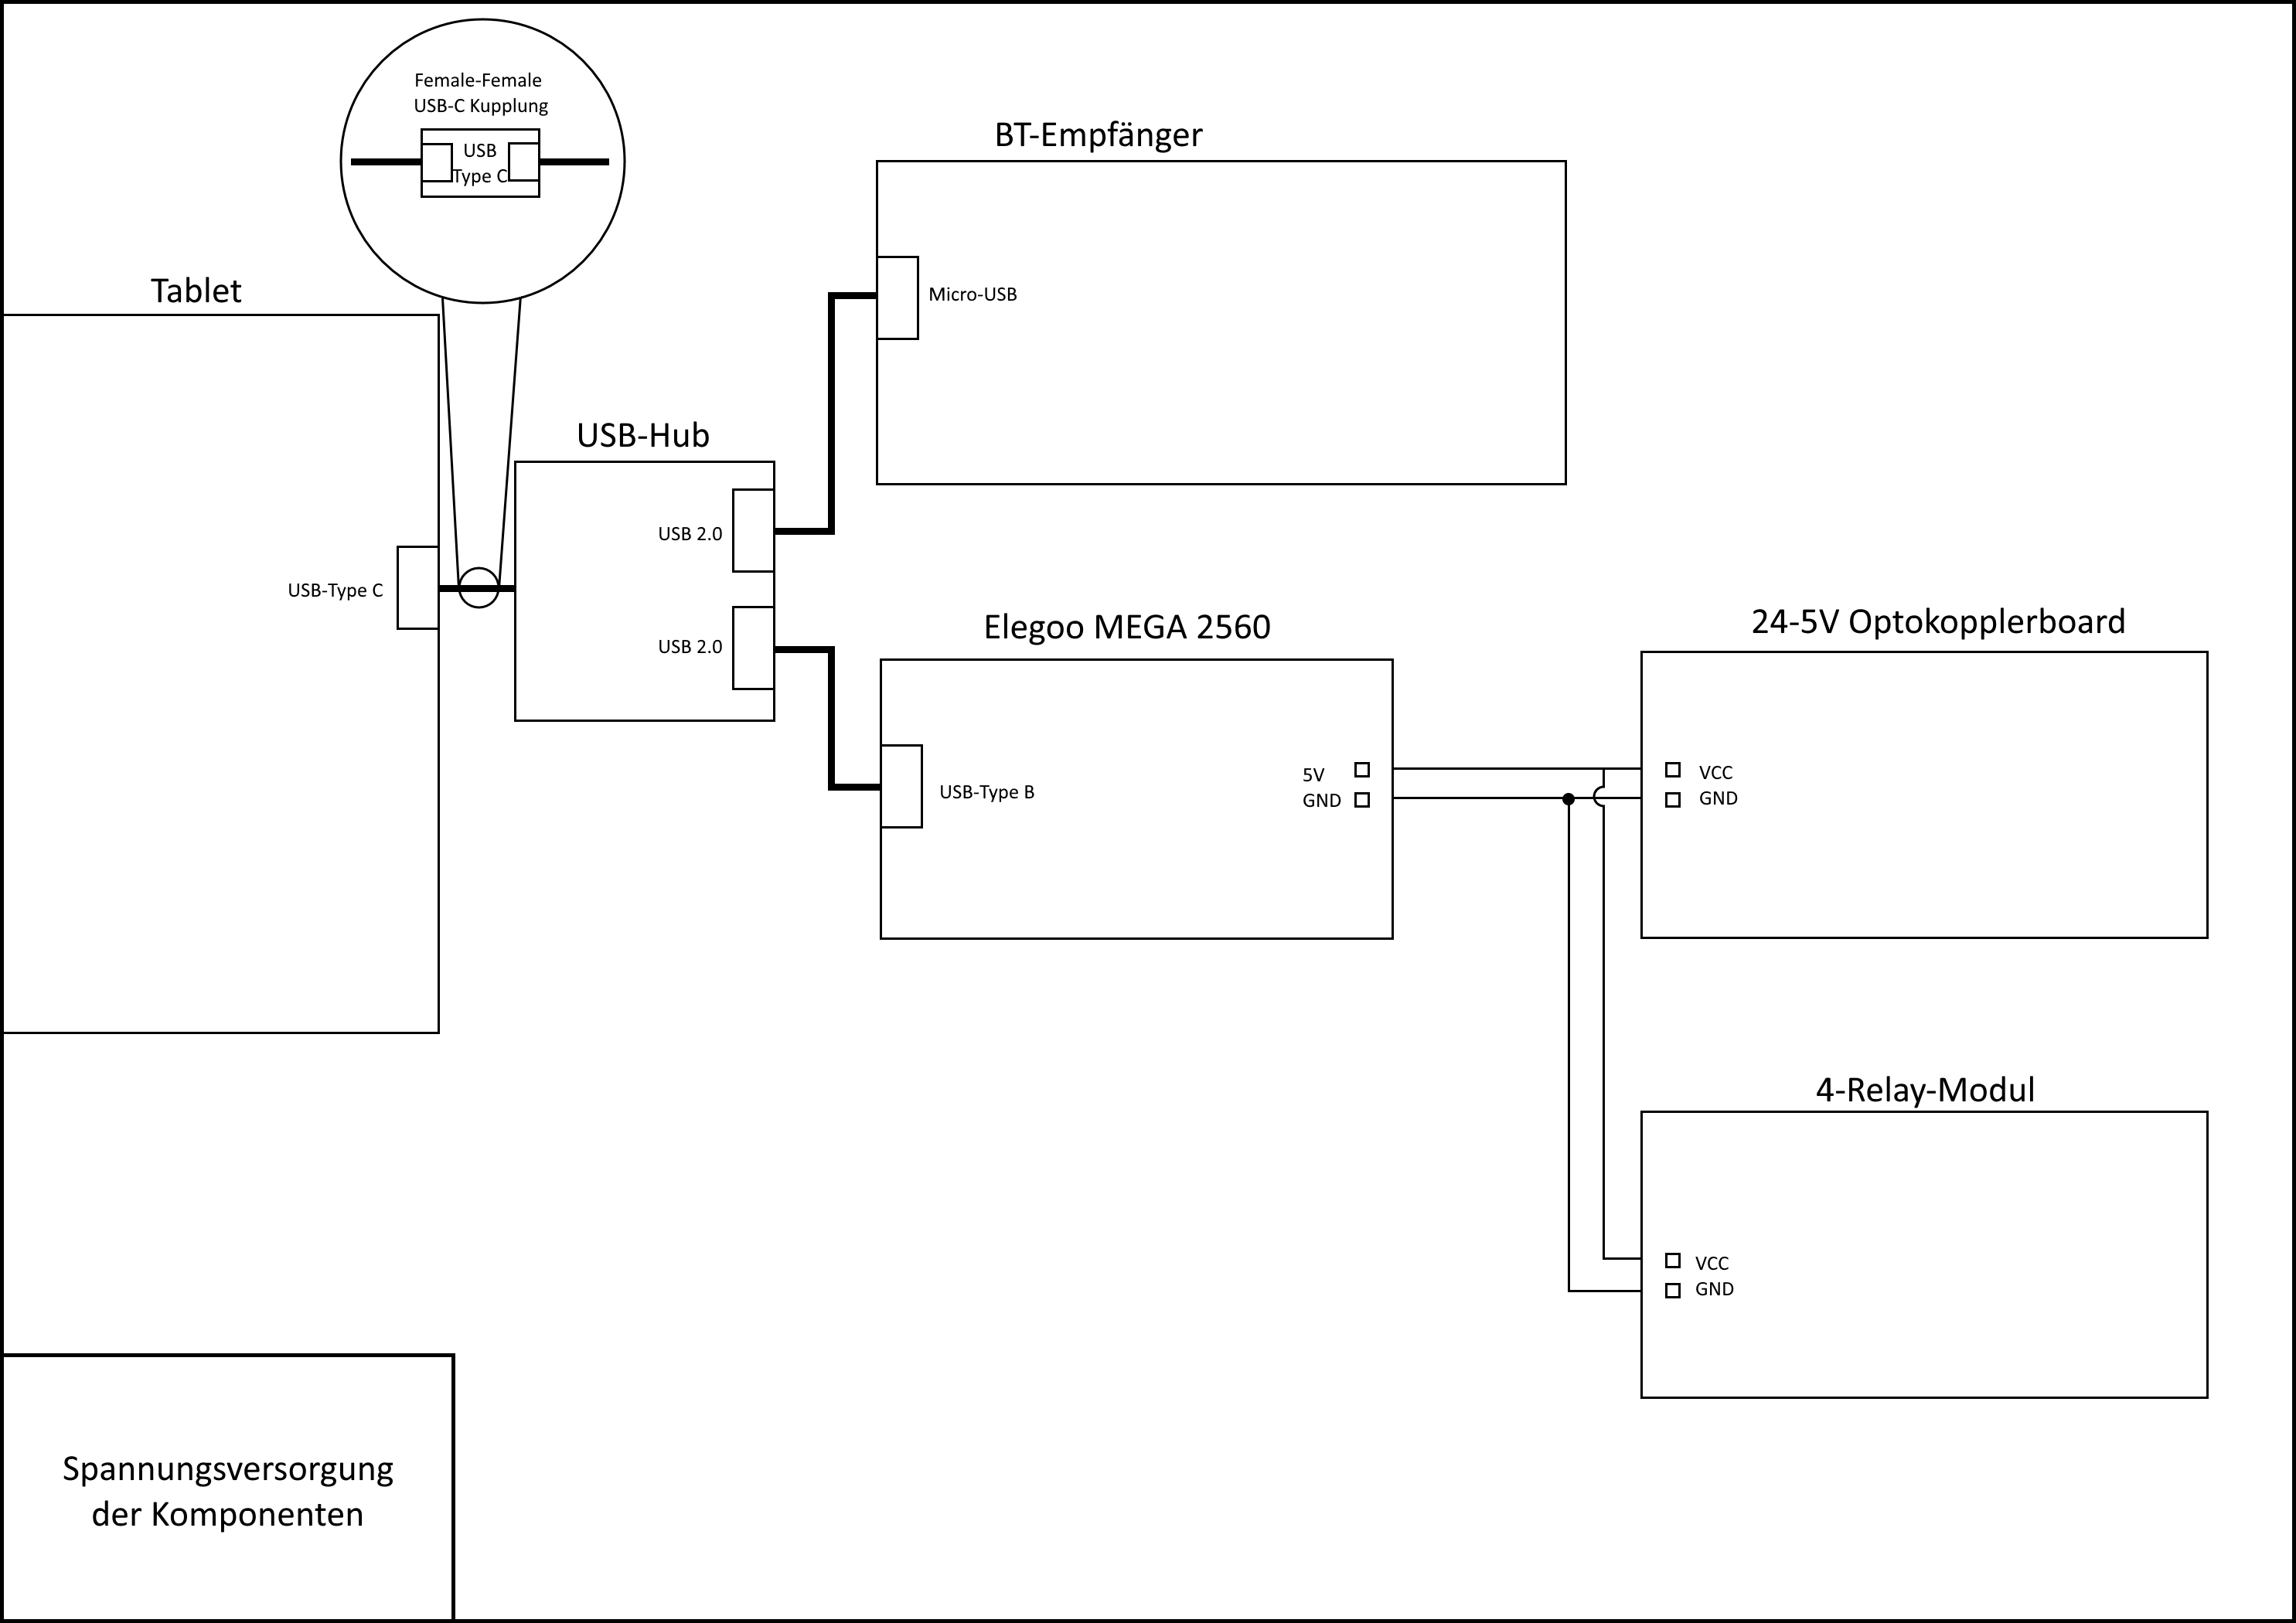 Female-Female
USB-C Kupplung
USB
Type C
BT-Empfänger
Micro-USB
Tablet
USB-Type C
USB-Hub
USB 2.0
USB 2.0
Elegoo MEGA 2560
USB-Type B
5V
GND
24-5V Optokopplerboard
VCC
GND
4-Relay-Modul
VCC
GND
Spannungsversorgung
der Komponenten